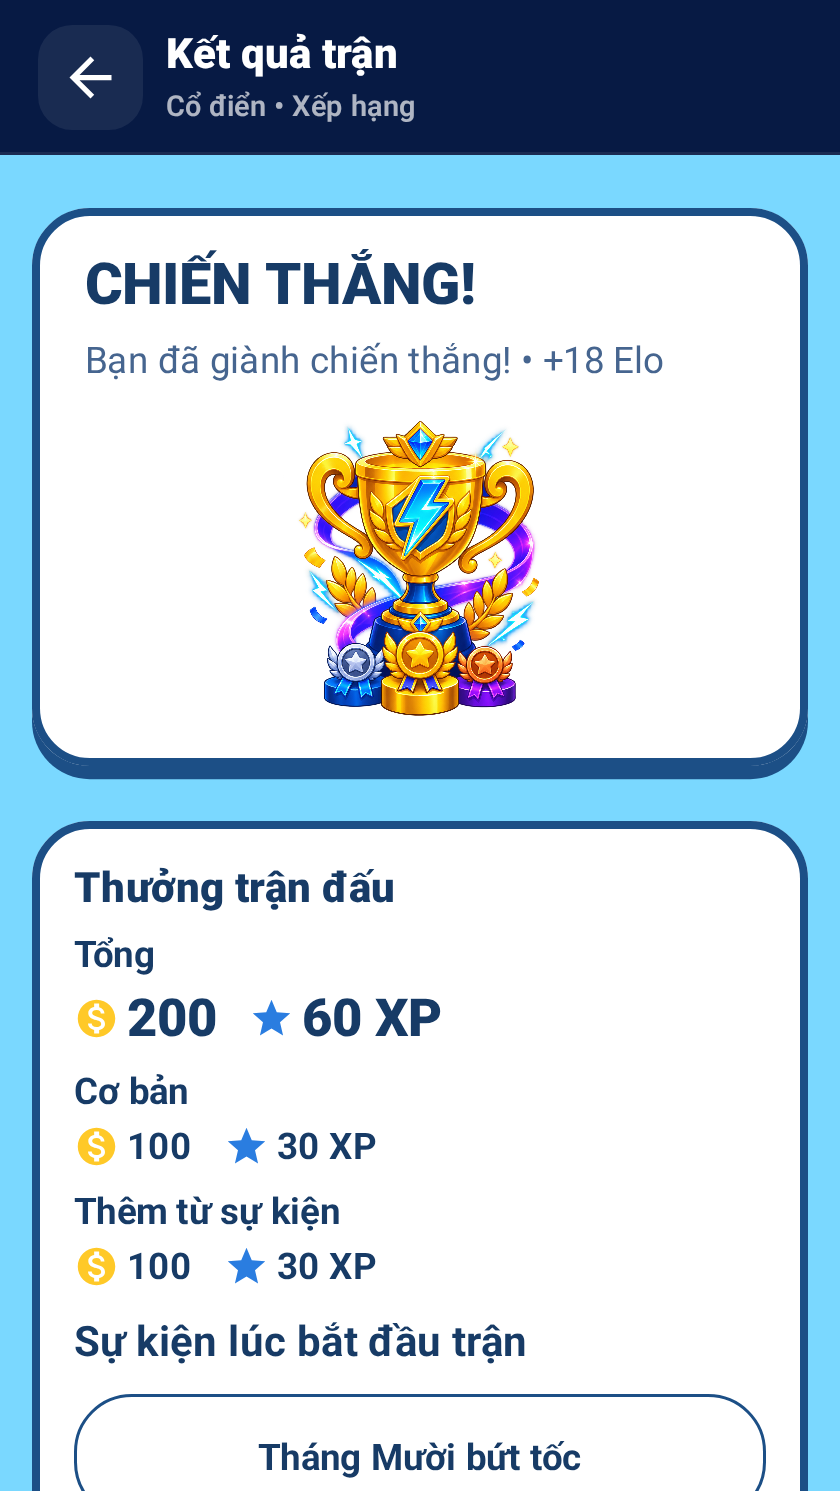 Kết quả trận
Cổ điển • Xếp hạng
CHIẾN THẮNG!
Bạn đã giành chiến thắng! • +18 Elo
Thưởng trận đấu
Tổng
200 60 XP
Cơ bản
100 30 XP
Thêm từ sự kiện
100 30 XP
Sự kiện lúc bắt đầu trận
Tháng Mười bứt tốc